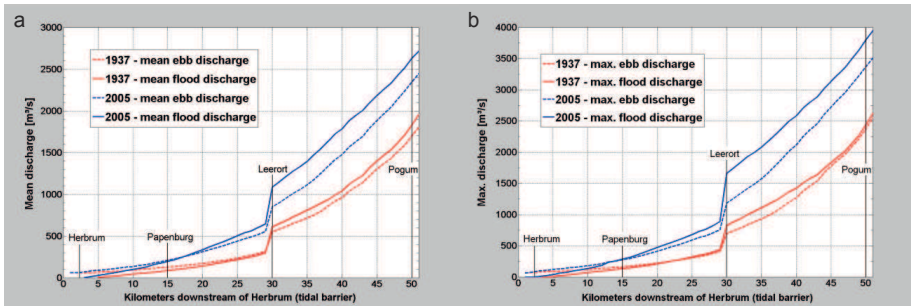 a
3000
2500
2000
1500
1000
500
0
Mean discharge [m³/s]
1937 - mean ebb discharge
1937 - mean flood discharge
2005 - mean ebb discharge
2005 - mean flood discharge
Herbrum
Papenburg
Leerort
Pogum
0 5 10 15 20 25 30 35 40 45 50
Kilometers downstream of Herbrum (tidal barrier)
b
4000
3500
3000
2500
2000
1500
1000
500
0
Max. discharge [m³/s]
1937 - max. ebb discharge
1937 - max. flood discharge
2005 - max. ebb discharge
2005 - max. flood discharge
Herbrum
Papenburg
Leerort
Pogum
0 5 10 15 20 25 30 35 40 45 50
Kilometers downstream of Herbrum (tidal barrier)